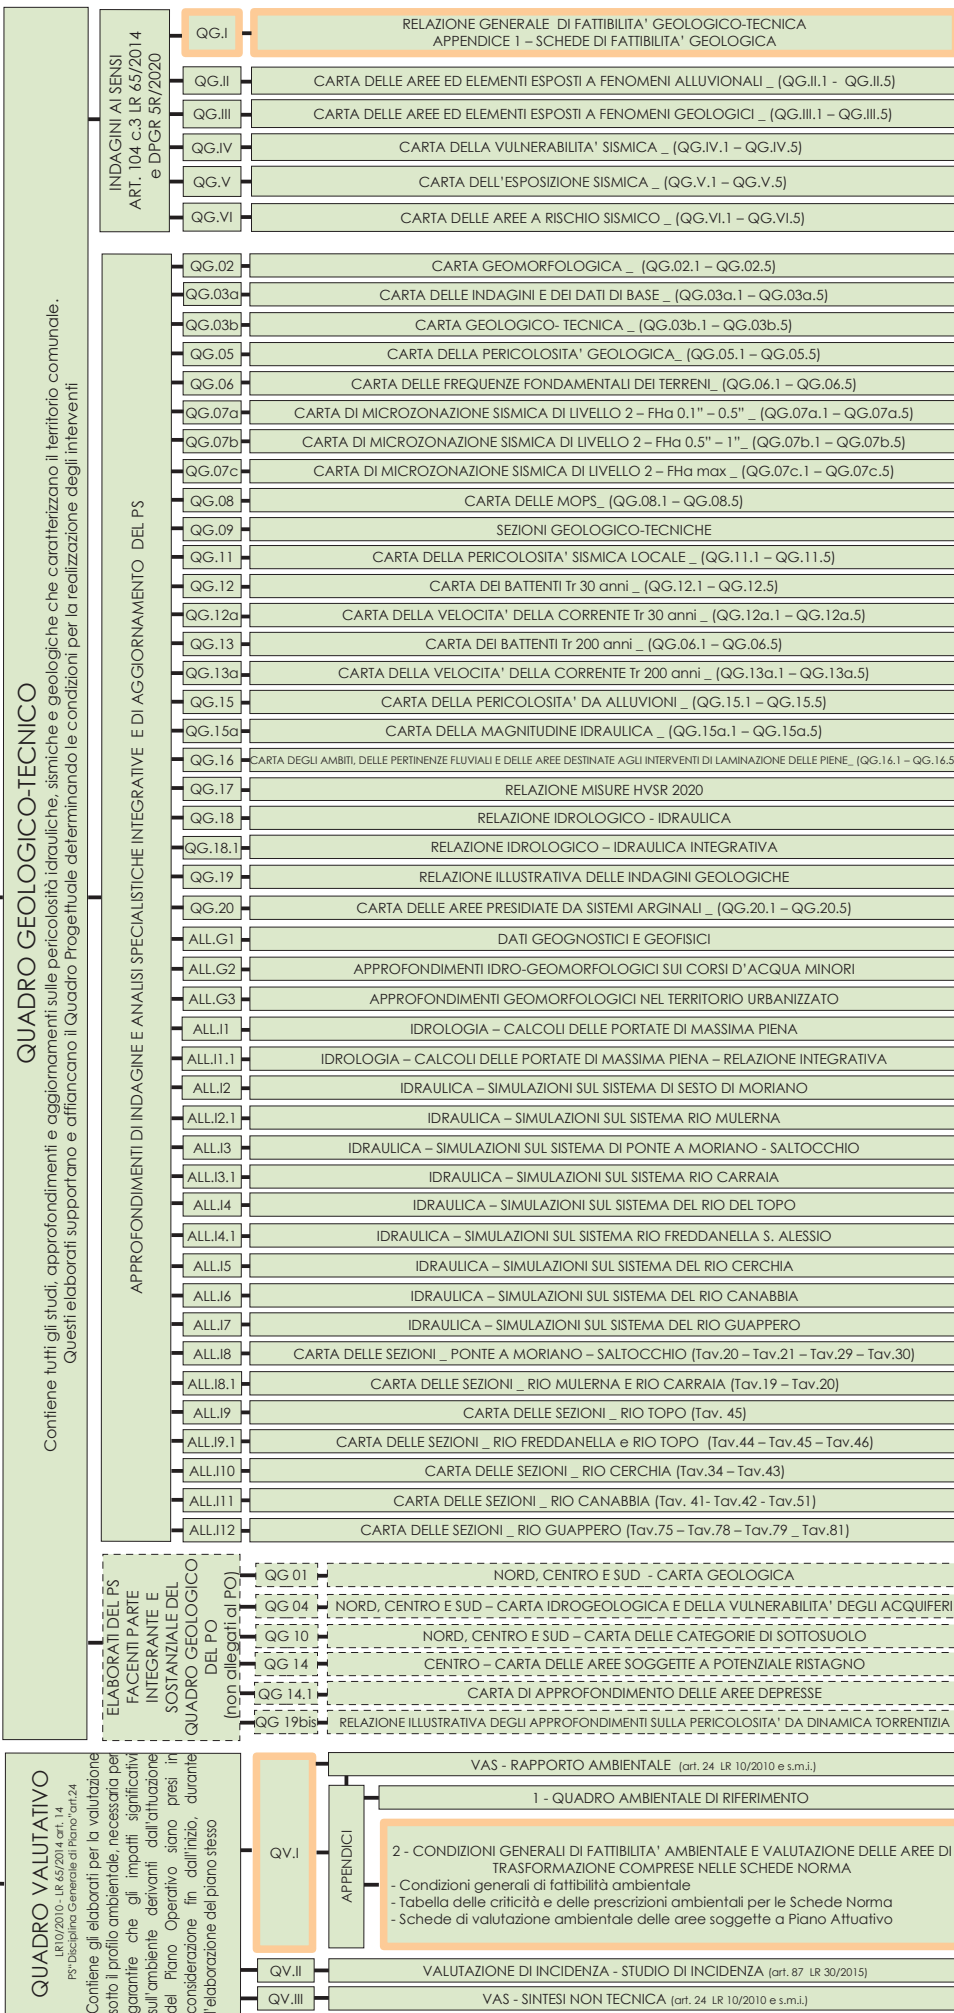 QUADRO GEOLOGICO-TECNICO
Contiene tutti gli studi, approfondimenti e aggiornamenti sulle pericolosità idrauliche, sismiche e geologiche che caratterizzano il territorio comunale.
Questi elaborati supportano e affiancano il Quadro Progettuale determinando le condizioni per la realizzazione degli interventi
INDAGINI AI SENSI
ART. 104 c.3 LR 65/2014
e DPGR 5R/2020
QG.I
RELAZIONE GENERALE DI FATTIBILITA' GEOLOGICO-TECNICA
APPENDICE 1 – SCHEDE DI FATTIBILITA' GEOLOGICA
QG.II
CARTA DELLE AREE ED ELEMENTI ESPOSTI A FENOMENI ALLUVIONALI _ (QG.II.1 - QG.II.5)
QG.III
CARTA DELLE AREE ED ELEMENTI ESPOSTI A FENOMENI GEOLOGICI _ (QG.III.1 – QG.III.5)
QG.IV
CARTA DELLA VULNERABILITA' SISMICA _ (QG.IV.1 – QG.IV.5)
QG.V
CARTA DELL'ESPOSIZIONE SISMICA _ (QG.V.1 – QG.V.5)
QG.VI
CARTA DELLE AREE A RISCHIO SISMICO _ (QG.VI.1 – QG.VI.5)
APPROFONDIMENTI DI INDAGINE E ANALISI SPECIALISTICHE INTEGRATIVE E DI AGGIORNAMENTO DEL PS
QG.02
CARTA GEOMORFOLOGICA _ (QG.02.1 – QG.02.5)
QG.03a
CARTA DELLE INDAGINI E DEI DATI DI BASE _ (QG.03a.1 – QG.03a.5)
QG.03b
CARTA GEOLOGICO- TECNICA _ (QG.03b.1 – QG.03b.5)
QG.05
CARTA DELLA PERICOLOSITA' GEOLOGICA_ (QG.05.1 – QG.05.5)
QG.06
CARTA DELLE FREQUENZE FONDAMENTALI DEI TERRENI_ (QG.06.1 – QG.06.5)
QG.07a
CARTA DI MICROZONAZIONE SISMICA DI LIVELLO 2 – FHa 0.1" – 0.5" _ (QG.07a.1 – QG.07a.5)
QG.07b
CARTA DI MICROZONAZIONE SISMICA DI LIVELLO 2 – FHa 0.5" – 1"_ (QG.07b.1 – QG.07b.5)
QG.07c
CARTA DI MICROZONAZIONE SISMICA DI LIVELLO 2 – FHa max _ (QG.07c.1 – QG.07c.5)
QG.08
CARTA DELLE MOPS_ (QG.08.1 – QG.08.5)
QG.09
SEZIONI GEOLOGICO-TECNICHE
QG.11
CARTA DELLA PERICOLOSITA' SISMICA LOCALE _ (QG.11.1 – QG.11.5)
QG.12
CARTA DEI BATTENTI Tr 30 anni _ (QG.12.1 – QG.12.5)
QG.12a
CARTA DELLA VELOCITA' DELLA CORRENTE Tr 30 anni _ (QG.12a.1 – QG.12a.5)
QG.13
CARTA DEI BATTENTI Tr 200 anni _ (QG.06.1 – QG.06.5)
QG.13a
CARTA DELLA VELOCITA' DELLA CORRENTE Tr 200 anni _ (QG.13a.1 – QG.13a.5)
QG.15
CARTA DELLA PERICOLOSITA' DA ALLUVIONI _ (QG.15.1 – QG.15.5)
QG.15a
CARTA DELLA MAGNITUDINE IDRAULICA _ (QG.15a.1 – QG.15a.5)
QG.16
CARTA DEGLI AMBITI, DELLE PERTINENZE FLUVIALI E DELLE AREE DESTINATE AGLI INTERVENTI DI LAMINAZIONE DELLE PIENE_ (QG.16.1 – QG.16.5
QG.17
RELAZIONE MISURE HVSR 2020
QG.18
RELAZIONE IDROLOGICO - IDRAULICA
QG.18.1
RELAZIONE IDROLOGICO – IDRAULICA INTEGRATIVA
QG.19
RELAZIONE ILLUSTRATIVA DELLE INDAGINI GEOLOGICHE
QG.20
CARTA DELLE AREE PRESIDIATE DA SISTEMI ARGINALI _ (QG.20.1 – QG.20.5)
ALL.G1
DATI GEOGNOSTICI E GEOFISICI
ALL.G2
APPROFONDIMENTI IDRO-GEOMORFOLOGICI SUI CORSI D'ACQUA MINORI
ALL.G3
APPROFONDIMENTI GEOMORFOLOGICI NEL TERRITORIO URBANIZZATO
ALL.I1
IDROLOGIA – CALCOLI DELLE PORTATE DI MASSIMA PIENA
ALL.I1.1
IDROLOGIA – CALCOLI DELLE PORTATE DI MASSIMA PIENA – RELAZIONE INTEGRATIVA
ALL.I2
IDRAULICA – SIMULAZIONI SUL SISTEMA DI SESTO DI MORIANO
ALL.I2.1
IDRAULICA – SIMULAZIONI SUL SISTEMA RIO MULERNA
ALL.I3
IDRAULICA – SIMULAZIONI SUL SISTEMA DI PONTE A MORIANO - SALTOCCHIO
ALL.I3.1
IDRAULICA – SIMULAZIONI SUL SISTEMA RIO CARRAIA
ALL.I4
IDRAULICA – SIMULAZIONI SUL SISTEMA DEL RIO DEL TOPO
ALL.I4.1
IDRAULICA – SIMULAZIONI SUL SISTEMA RIO FREDDANELLA S. ALESSIO
ALL.I5
IDRAULICA – SIMULAZIONI SUL SISTEMA DEL RIO CERCHIA
ALL.I6
IDRAULICA – SIMULAZIONI SUL SISTEMA DEL RIO CANABBIA
ALL.I7
IDRAULICA – SIMULAZIONI SUL SISTEMA DEL RIO GUAPPERO
ALL.I8
CARTA DELLE SEZIONI _ PONTE A MORIANO – SALTOCCHIO (Tav.20 – Tav.21 – Tav.29 – Tav.30)
ALL.I8.1
CARTA DELLE SEZIONI _ RIO MULERNA E RIO CARRAIA (Tav.19 – Tav.20)
ALL.I9
CARTA DELLE SEZIONI _ RIO TOPO (Tav. 45)
ALL.I9.1
CARTA DELLE SEZIONI _ RIO FREDDANELLA e RIO TOPO (Tav.44 – Tav.45 – Tav.46)
ALL.I10
CARTA DELLE SEZIONI _ RIO CERCHIA (Tav.34 – Tav.43)
ALL.I11
CARTA DELLE SEZIONI _ RIO CANABBIA (Tav. 41- Tav.42 - Tav.51)
ALL.I12
CARTA DELLE SEZIONI _ RIO GUAPPERO (Tav.75 – Tav.78 – Tav.79 _ Tav.81)
ELABORATI DEL PS
FACENTI PARTE
INTEGRANTE E
SOSTANZIALE DEL
QUADRO GEOLOGICO
DEL PO
(non allegati al PO)
QG 01
NORD, CENTRO E SUD - CARTA GEOLOGICA
QG 04
NORD, CENTRO E SUD – CARTA IDROGEOLOGICA E DELLA VULNERABILITA' DEGLI ACQUIFERI
QG 10
NORD, CENTRO E SUD – CARTA DELLE CATEGORIE DI SOTTOSUOLO
QG 14
CENTRO – CARTA DELLE AREE SOGGETTE A POTENZIALE RISTAGNO
QG 14.1
CARTA DI APPROFONDIMENTO DELLE AREE DEPRESSE
QG 19bis
RELAZIONE ILLUSTRATIVA DEGLI APPROFONDIMENTI SULLA PERICOLOSITA' DA DINAMICA TORRENTIZIA
QUADRO VALUTATIVO
LR10/2010 - LR 65/2014 art. 14
PS"Disciplina Generale di Piano"art.24
Contiene gli elaborati per la valutazione
sotto il profilo ambientale, necessaria per
garantire che gli impatti significativi
sull'ambiente derivanti dall'attuazione
del Piano Operativo siano presi in
considerazione fin dall'inizio, durante
l'elaborazione del piano stesso
QV.I
VAS - RAPPORTO AMBIENTALE (art. 24 LR 10/2010 e s.m.i.)
APPENDICI
1 - QUADRO AMBIENTALE DI RIFERIMENTO
2 - CONDIZIONI GENERALI DI FATTIBILITA' AMBIENTALE E VALUTAZIONE DELLE AREE DI
TRASFORMAZIONE COMPRESE NELLE SCHEDE NORMA
- Condizioni generali di fattibilità ambientale
- Tabella delle criticità e delle prescrizioni ambientali per le Schede Norma
- Schede di valutazione ambientale delle aree soggette a Piano Attuativo
QV.II
VALUTAZIONE DI INCIDENZA - STUDIO DI INCIDENZA (art. 87 LR 30/2015)
QV.III
VAS - SINTESI NON TECNICA (art. 24 LR 10/2010 e s.m.i.)